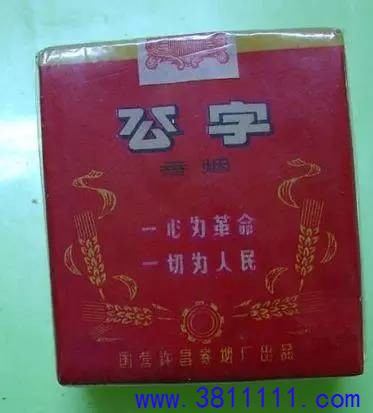 公字
香烟
一心为革命
一切为人民
国营许昌卷烟厂出品
www.3811111.com